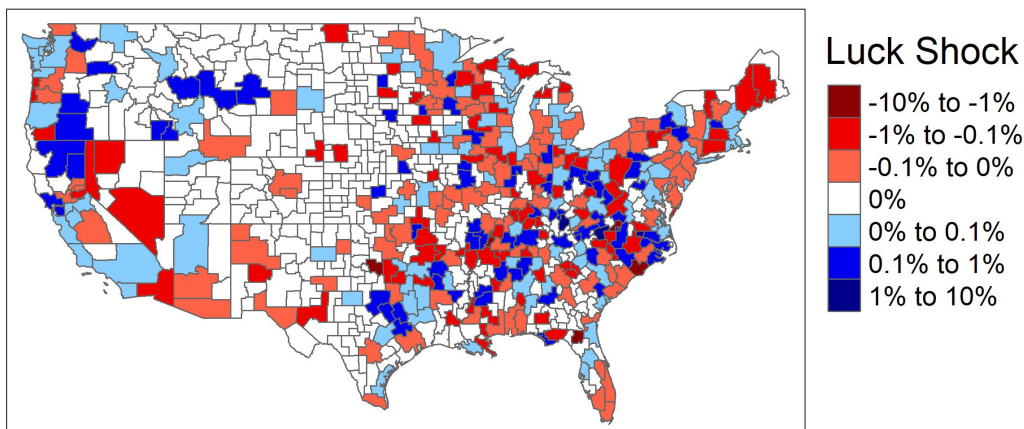 Luck Shock
-10% to -1%
-1% to -0.1%
-0.1% to 0%
0%
0% to 0.1%
0.1% to 1%
1% to 10%